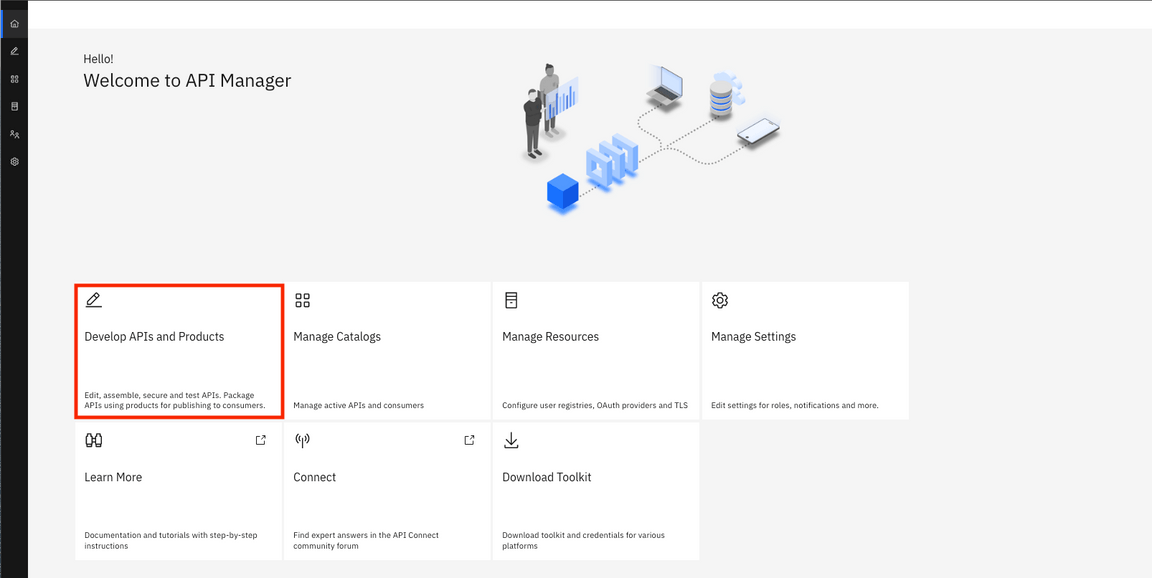 Hello!
Welcome to API Manager
Develop APIs and Products
Edit, assemble, secure and test APIs. Package
APIs using products for publishing to consumers.
Manage Catalogs
Manage active APIs and consumers
Manage Resources
Configure user registries, OAuth providers and TLS
Manage Settings
Edit settings for roles, notifications and more.
Learn More
Documentation and tutorials with step-by-step
instructions
Connect
Find expert answers in the API Connect
community forum
Download Toolkit
Download toolkit and credentials for various
platforms